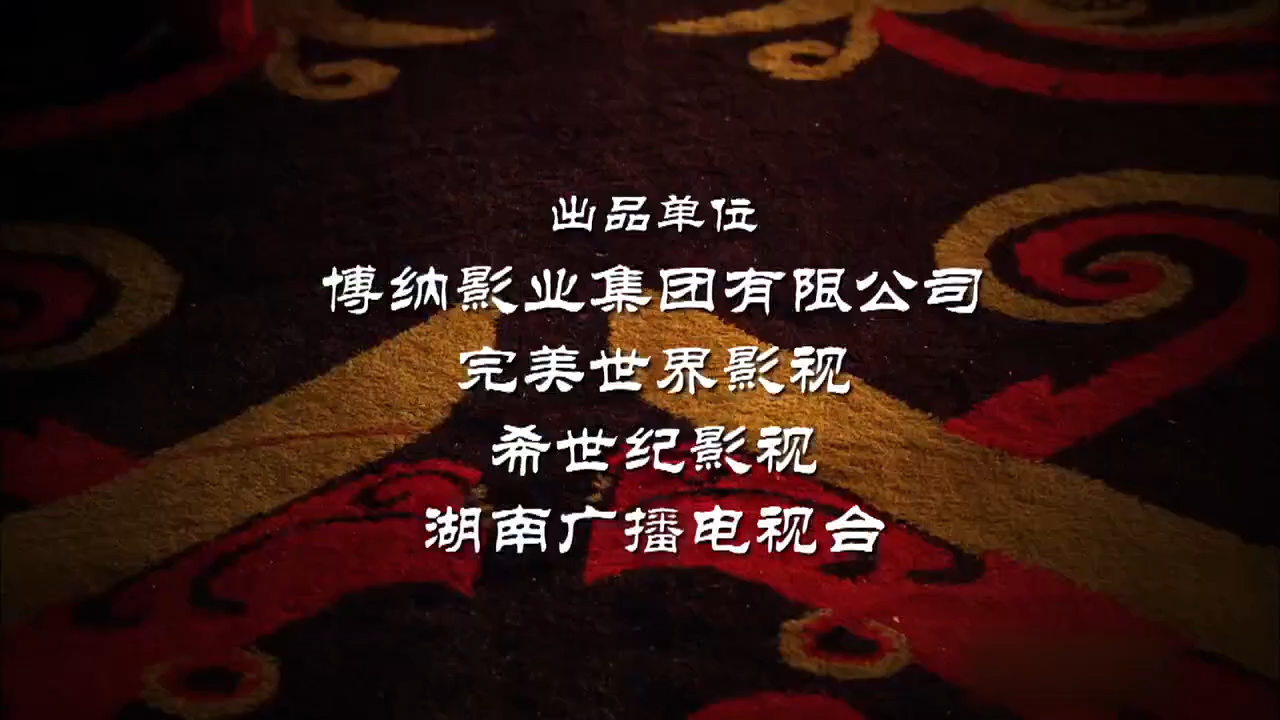 出品单位
博纳影业集团有限公司
完美世界影视
希世纪影视
湖南广播电视台